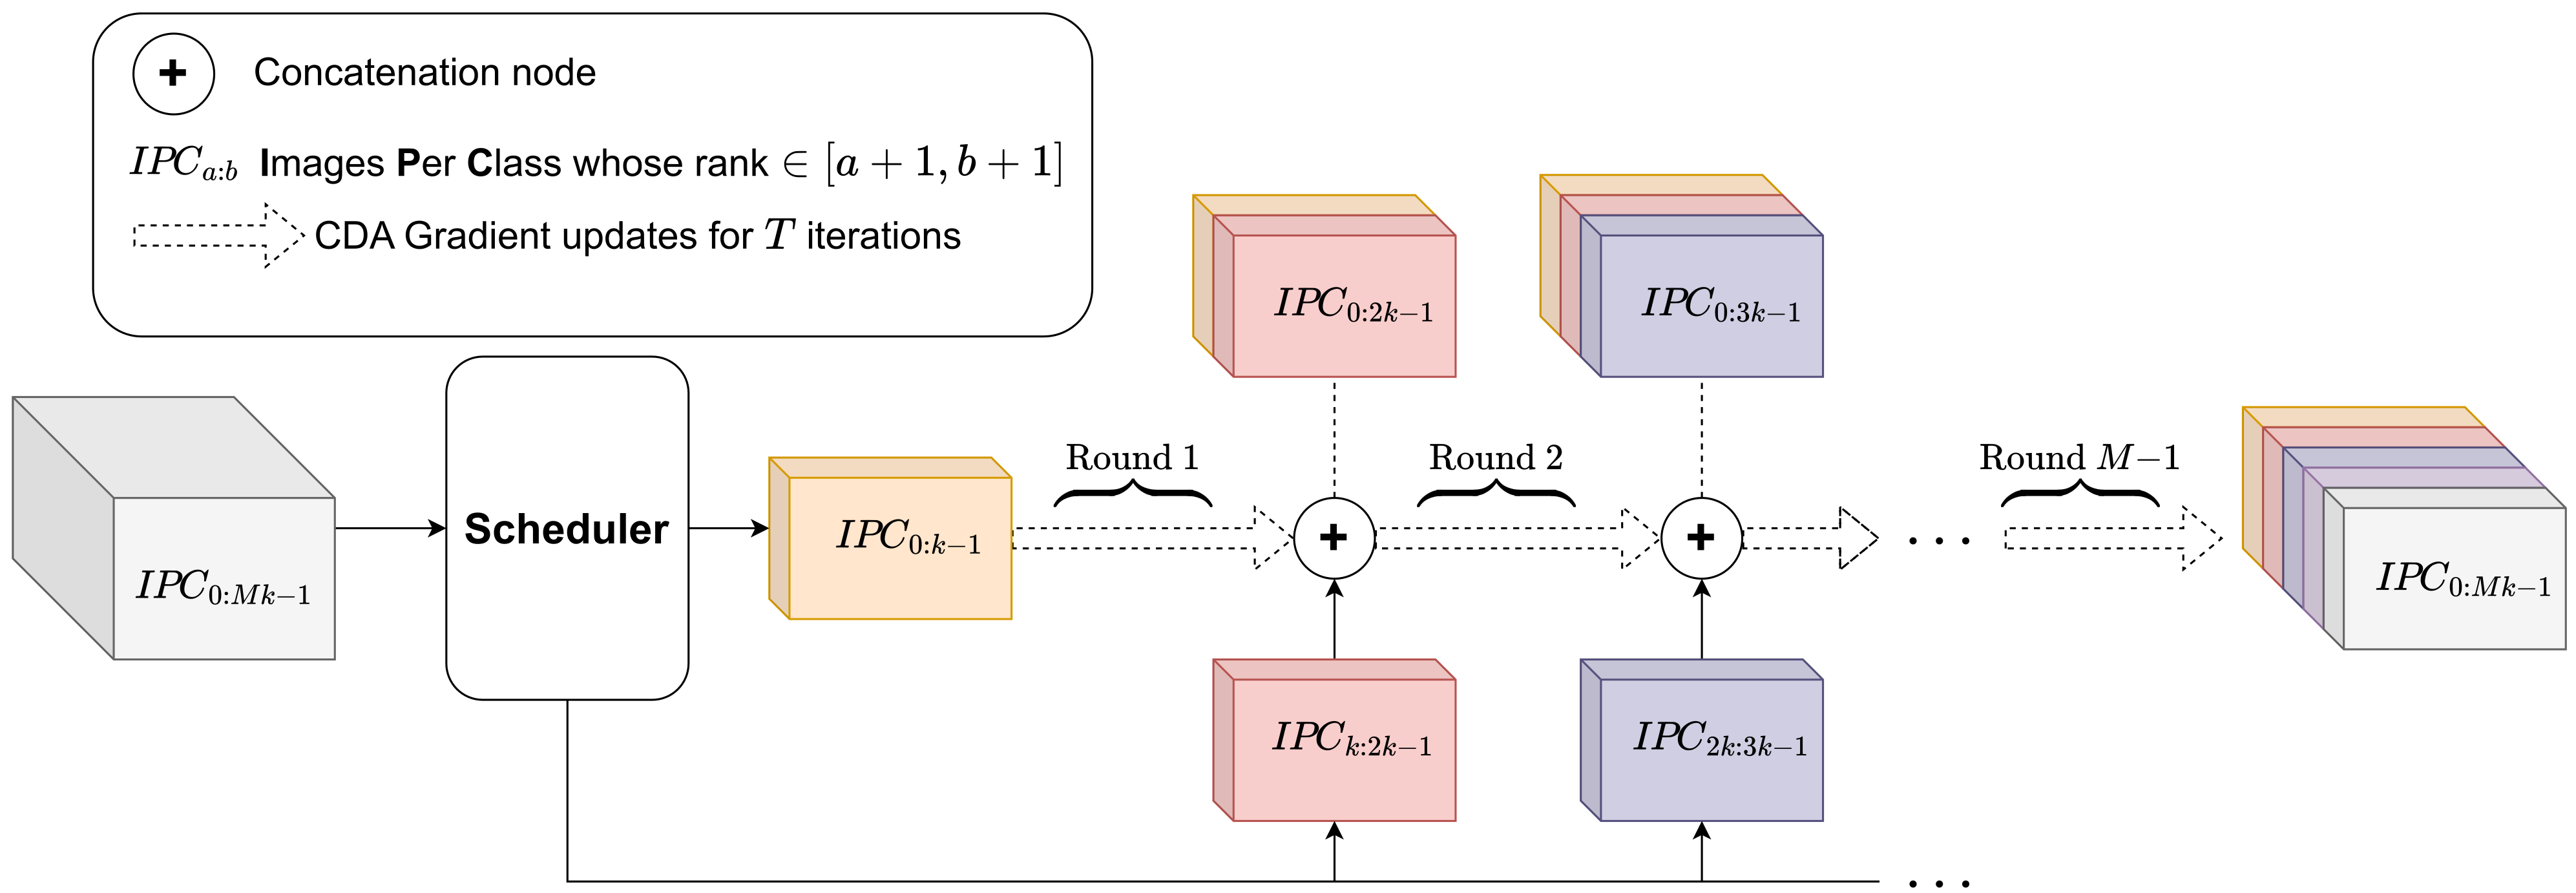 + Concatenation node
IPC_{a:b} Images Per Class whose rank ∈ [a + 1, b + 1]
CDA Gradient updates for T iterations
IPC_{0:Mk−1}
Scheduler
IPC_{0:k−1}
Round 1
+
IPC_{0:2k−1}
IPC_{k:2k−1}
Round 2
+
IPC_{0:3k−1}
IPC_{2k:3k−1}
...
Round M−1
IPC_{0:Mk−1}
...